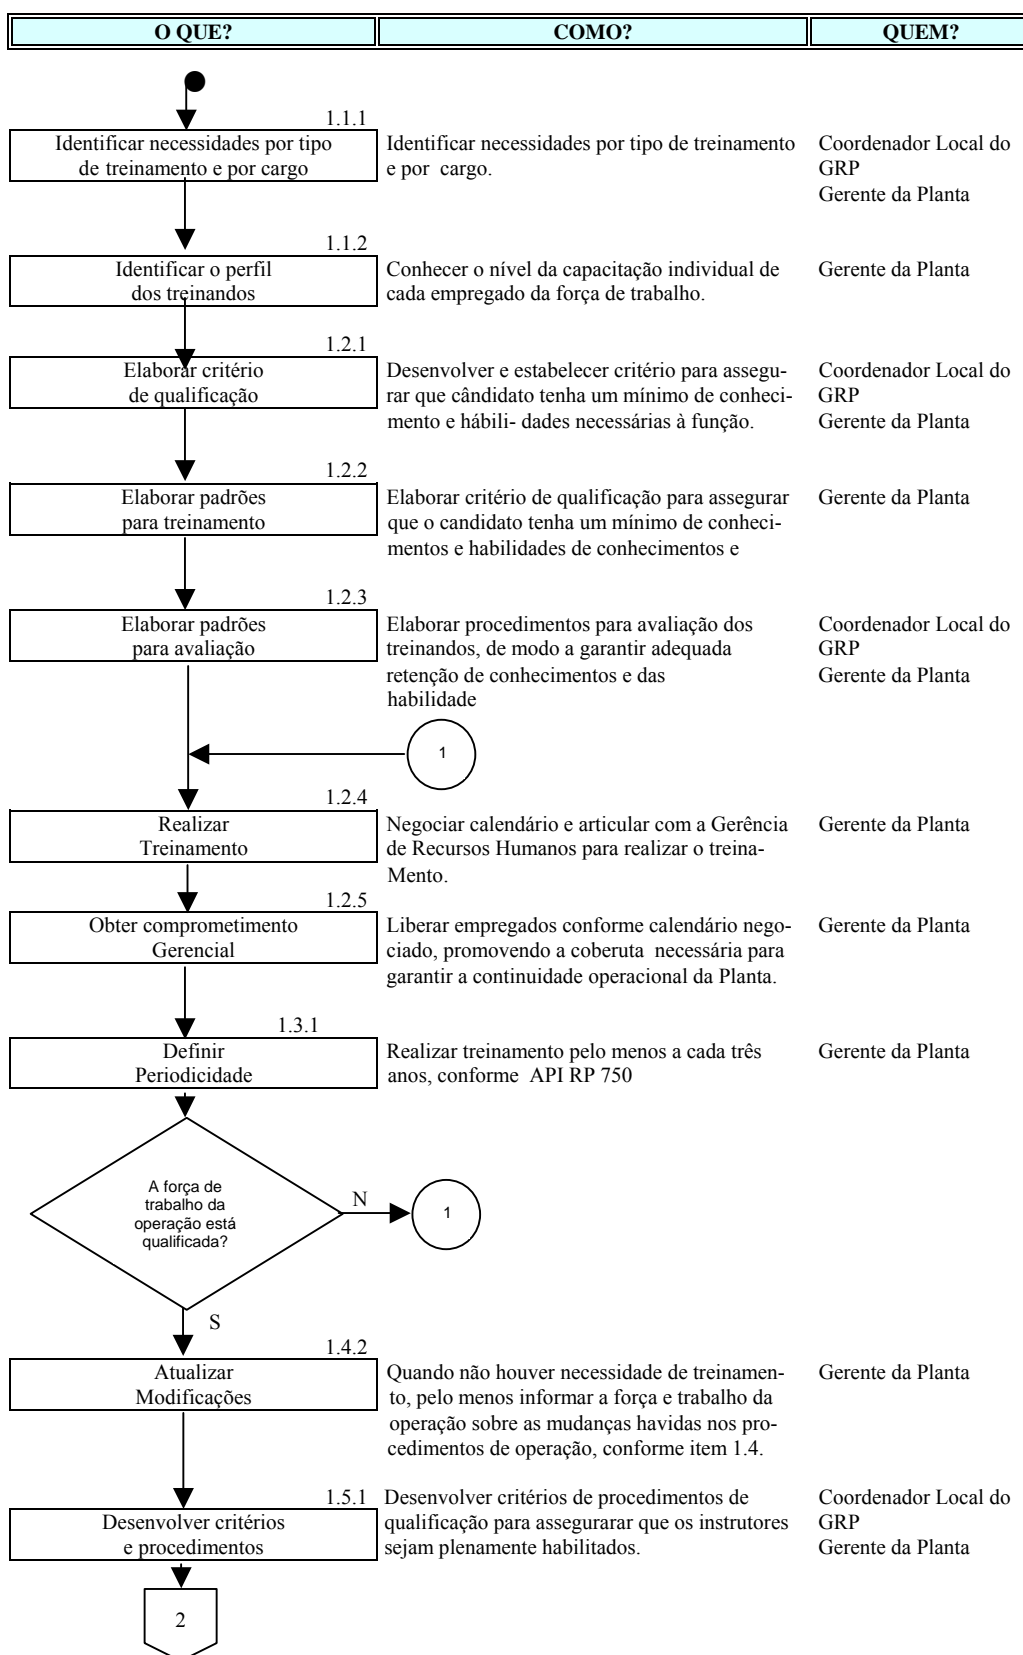 O QUE?
COMO?
QUEM?
1.1.1
Identificar necessidades por tipo
de treinamento e por cargo
Identificar necessidades por tipo de treinamento
e por cargo.
Coordenador Local do
GRP
Gerente da Planta
1.1.2
Identificar o perfil
dos treinandos
Conhecer o nível da capacitação individual de
cada empregado da força de trabalho.
Gerente da Planta
1.2.1
Elaborar critério
de qualificação
Desenvolver e estabelecer critério para assegu-
rar que cândidato tenha um mínimo de conheci-
mento e hábili- dades necessárias à função.
Coordenador Local do
GRP
Gerente da Planta
1.2.2
Elaborar padrões
para treinamento
Elaborar critério de qualificação para assegurar
que o candidato tenha um mínimo de conheci-
mentos e habilidades de conhecimentos e
Gerente da Planta
1.2.3
Elaborar padrões
para avaliação
Elaborar procedimentos para avaliação dos
treinandos, de modo a garantir adequada
retenção de conhecimentos e das
habilidade
Coordenador Local do
GRP
Gerente da Planta
1
1.2.4
Realizar
Treinamento
Negociar calendário e articular com a Gerência
de Recursos Humanos para realizar o treina-
Mento.
Gerente da Planta
1.2.5
Obter comprometimento
Gerencial
Liberar empregados conforme calendário nego-
ciado, promovendo a coberuta necessária para
garantir a continuidade operacional da Planta.
Gerente da Planta
1.3.1
Definir
Periodicidade
Realizar treinamento pelo menos a cada três
anos, conforme API RP 750
Gerente da Planta
A força de
trabalho da
operação está
qualificada?
N
1
S
1.4.2
Atualizar
Modificações
Quando não houver necessidade de treinamen-
to, pelo menos informar a força e trabalho da
operação sobre as mudanças havidas nos pro-
cedimentos de operação, conforme item 1.4.
Gerente da Planta
1.5.1
Desenvolver critérios
e procedimentos
Desenvolver critérios de procedimentos de
qualificação para assegurarar que os instrutores
sejam plenamente habilitados.
Coordenador Local do
GRP
Gerente da Planta
2